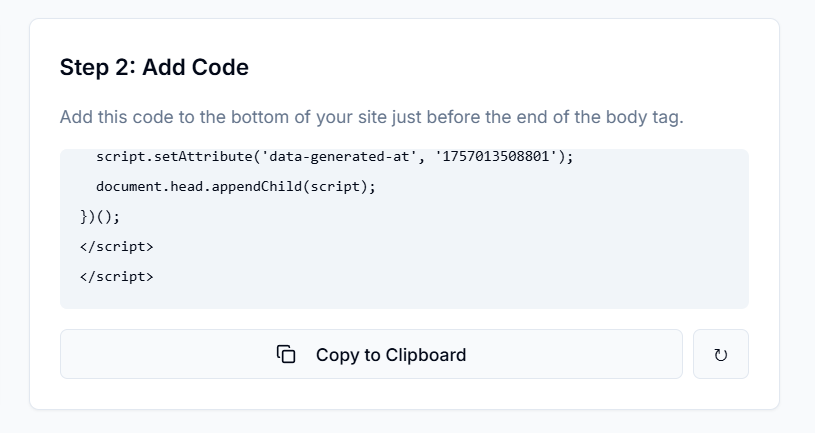 Step 2: Add Code
Add this code to the bottom of your site just before the end of the body tag.
script.setAttribute('data-generated-at', '1757013508801');
document.head.appendChild(script);
})();
</script>
</script>
Copy to Clipboard
↻